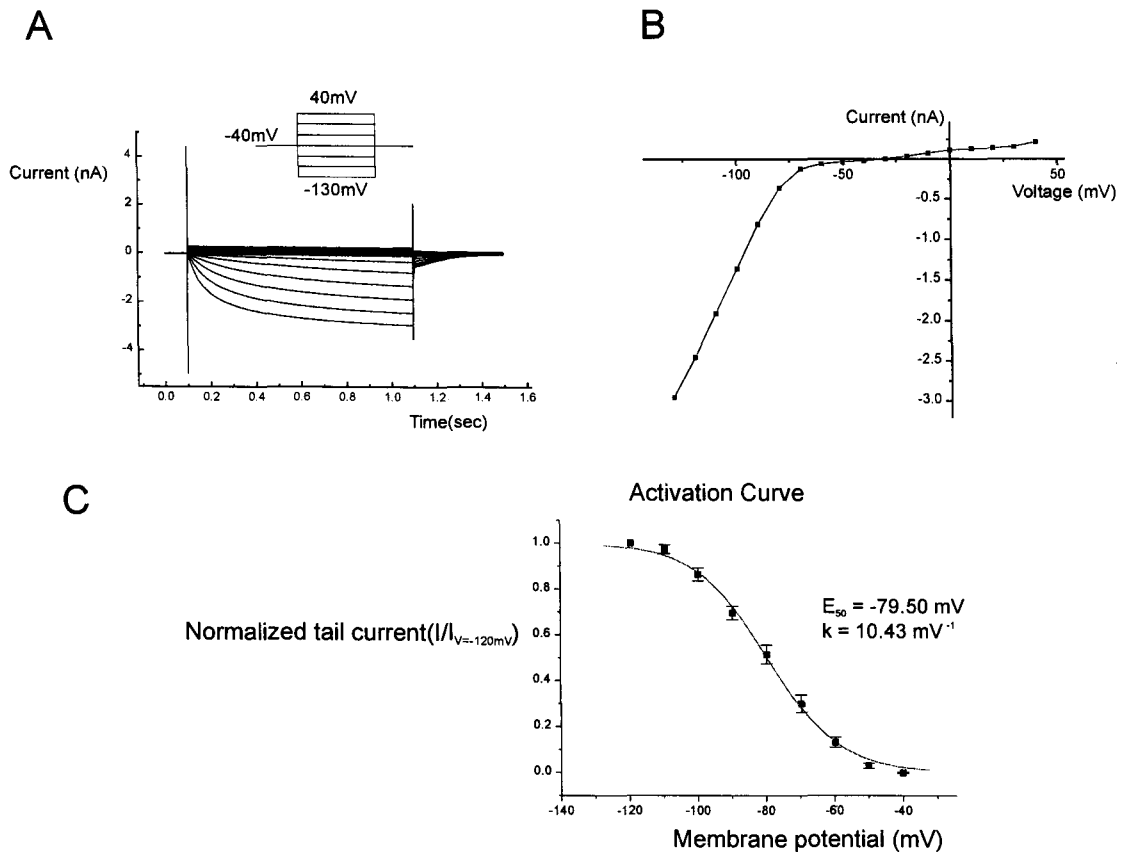 A
40mV
-40mV
-130mV
Current (nA)
4
2
0
-2
-4
0.0 0.2 0.4 0.6 0.8 1.0 1.2 1.4 1.6
Time(sec)
B
Current (nA)
-100 -50 50
Voltage (mV)
-0.5
-1.0
-1.5
-2.0
-2.5
-3.0
C
Activation Curve
Normalized tail current(I/I_V=-120mV)
1.0
0.8
0.6
0.4
0.2
0.0
E₅₀ = -79.50 mV
k = 10.43 mV⁻¹
-140 -120 -100 -80 -60 -40
Membrane potential (mV)